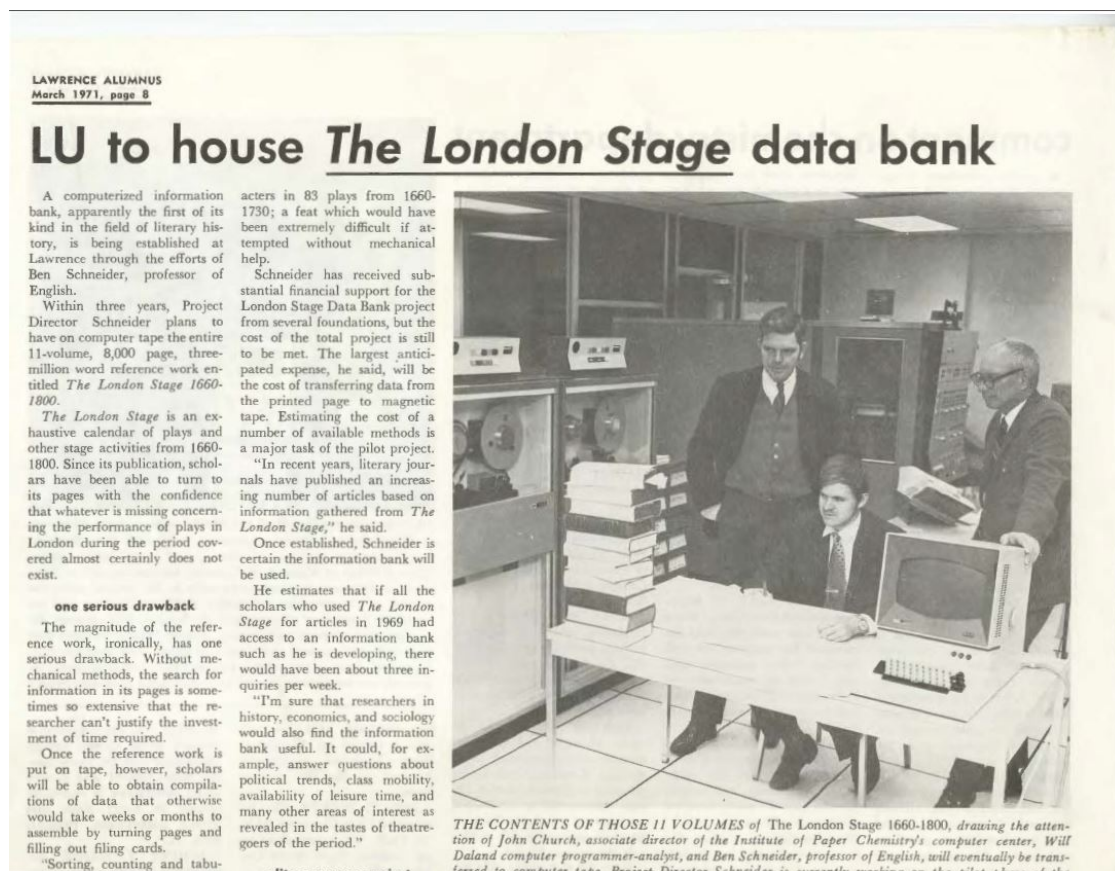 LAWRENCE ALUMNUS
March 1971, page 8
LU to house The London Stage data bank
A computerized information
bank, apparently the first of its
kind in the field of literary his-
tory, is being established at
Lawrence through the efforts of
Ben Schneider, professor of
English.
Within three years, Project
Director Schneider plans to
have on computer tape the entire
11-volume, 8,000 page, three-
million word reference work en-
titled The London Stage 1660-
1800.
The London Stage is an ex-
haustive calendar of plays and
other stage activities from 1660-
1800. Since its publication, schol-
ars have been able to turn to
its pages with the confidence
that whatever is missing concern-
ing the performance of plays in
London during the period cov-
ered almost certainly does not
exist.
one serious drawback
The magnitude of the refer-
ence work, ironically, has one
serious drawback. Without me-
chanical methods, the search for
information in its pages is some-
times so extensive that the re-
searcher can't justify the invest-
ment of time required.
Once the reference work is
put on tape, however, scholars
will be able to obtain compila-
tions of data that otherwise
would take weeks or months to
assemble by turning pages and
filling out filing cards.
"Sorting, counting and tabu-
acters in 83 plays from 1660-
1730; a feat which would have
been extremely difficult if at-
tempted without mechanical
help.
Schneider has received sub-
stantial financial support for the
London Stage Data Bank project
from several foundations, but the
cost of the total project is still
to be met. The largest antici-
pated expense, he said, will be
the cost of transferring data from
the printed page to magnetic
tape. Estimating the cost of a
number of available methods is
a major task of the pilot project.
"In recent years, literary jour-
nals have published an increas-
ing number of articles based on
information gathered from The
London Stage," he said.
Once established, Schneider is
certain the information bank will
be used.
He estimates that if all the
scholars who used The London
Stage for articles in 1969 had
access to an information bank
such as he is developing, there
would have been about three in-
quiries per week.
"I'm sure that researchers in
history, economics, and sociology
would also find the information
bank useful. It could, for ex-
ample, answer questions about
political trends, class mobility,
availability of leisure time, and
many other areas of interest as
revealed in the tastes of theatre-
goers of the period."
THE CONTENTS OF THOSE 11 VOLUMES of The London Stage 1660-1800, drawing the atten-
tion of John Church, associate director of the Institute of Paper Chemistry's computer center, Will
Daland computer programmer-analyst, and Ben Schneider, professor of English, will eventually be trans-